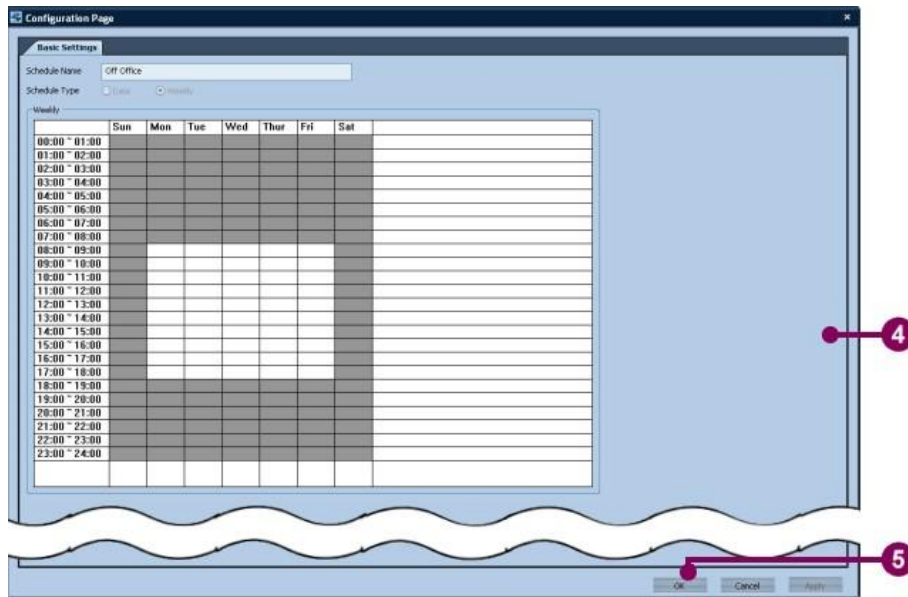 Configuration Page
Basic Settings
Schedule Name Off Office
Schedule Type Date Weekly
Weekly
Sun Mon Tue Wed Thur Fri Sat
00:00 ~ 01:00
01:00 ~ 02:00
02:00 ~ 03:00
03:00 ~ 04:00
04:00 ~ 05:00
05:00 ~ 06:00
06:00 ~ 07:00
07:00 ~ 08:00
08:00 ~ 09:00
09:00 ~ 10:00
10:00 ~ 11:00
11:00 ~ 12:00
12:00 ~ 13:00
13:00 ~ 14:00
14:00 ~ 15:00
15:00 ~ 16:00
16:00 ~ 17:00
17:00 ~ 18:00
18:00 ~ 19:00
19:00 ~ 20:00
20:00 ~ 21:00
21:00 ~ 22:00
22:00 ~ 23:00
23:00 ~ 24:00
4
5
OK Cancel Apply